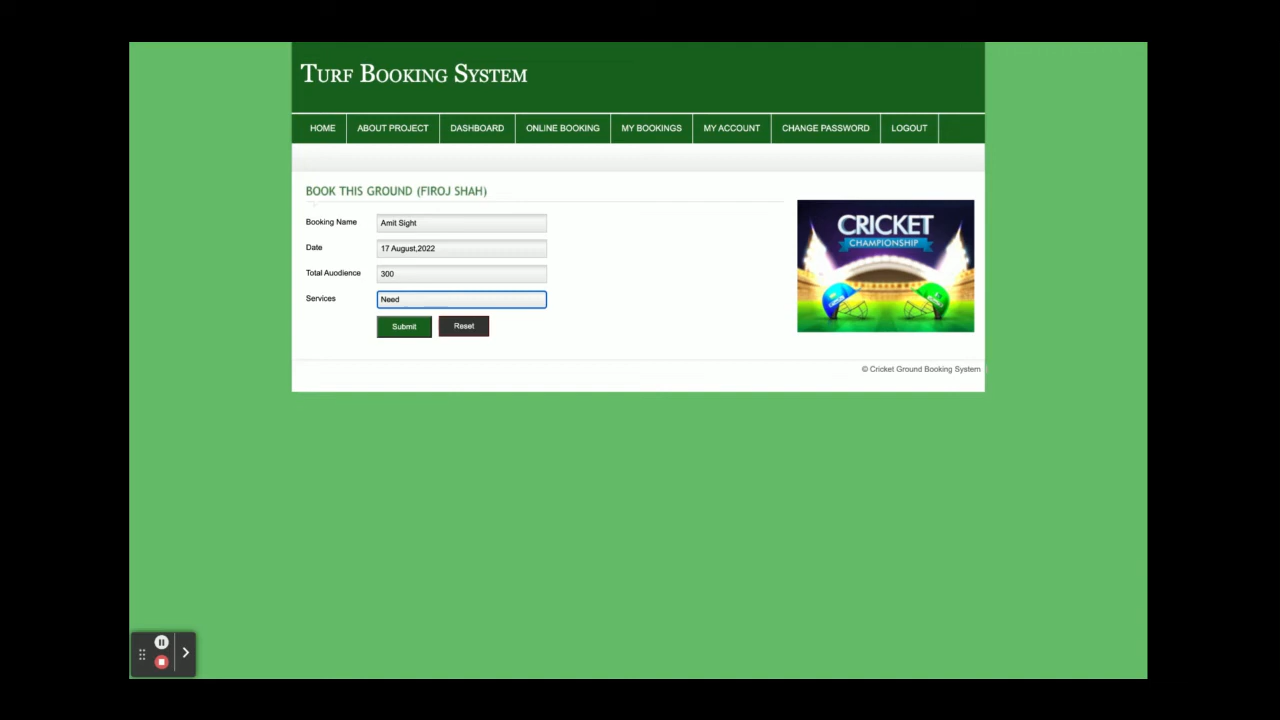 TURF BOOKING SYSTEM
HOME ABOUT PROJECT DASHBOARD ONLINE BOOKING MY BOOKINGS MY ACCOUNT CHANGE PASSWORD LOGOUT
BOOK THIS GROUND (FIROJ SHAH)
Booking Name Amit Sight
Date 17 August,2022
Total Auodience 300
Services Need
Submit Reset
CRICKET
CHAMPIONSHIP
© Cricket Ground Booking System